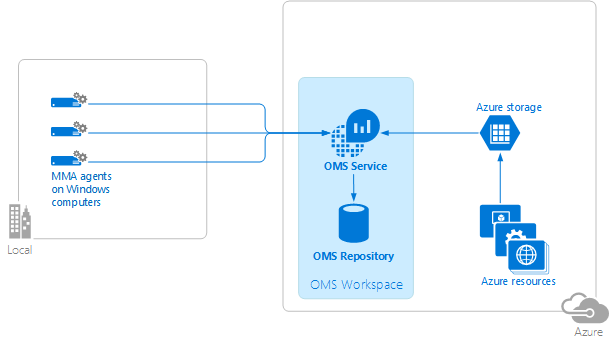 Azure storage
OMS Service
MMA agents
on Windows
computers
OMS Repository
OMS Workspace
Azure resources
Local
Azure